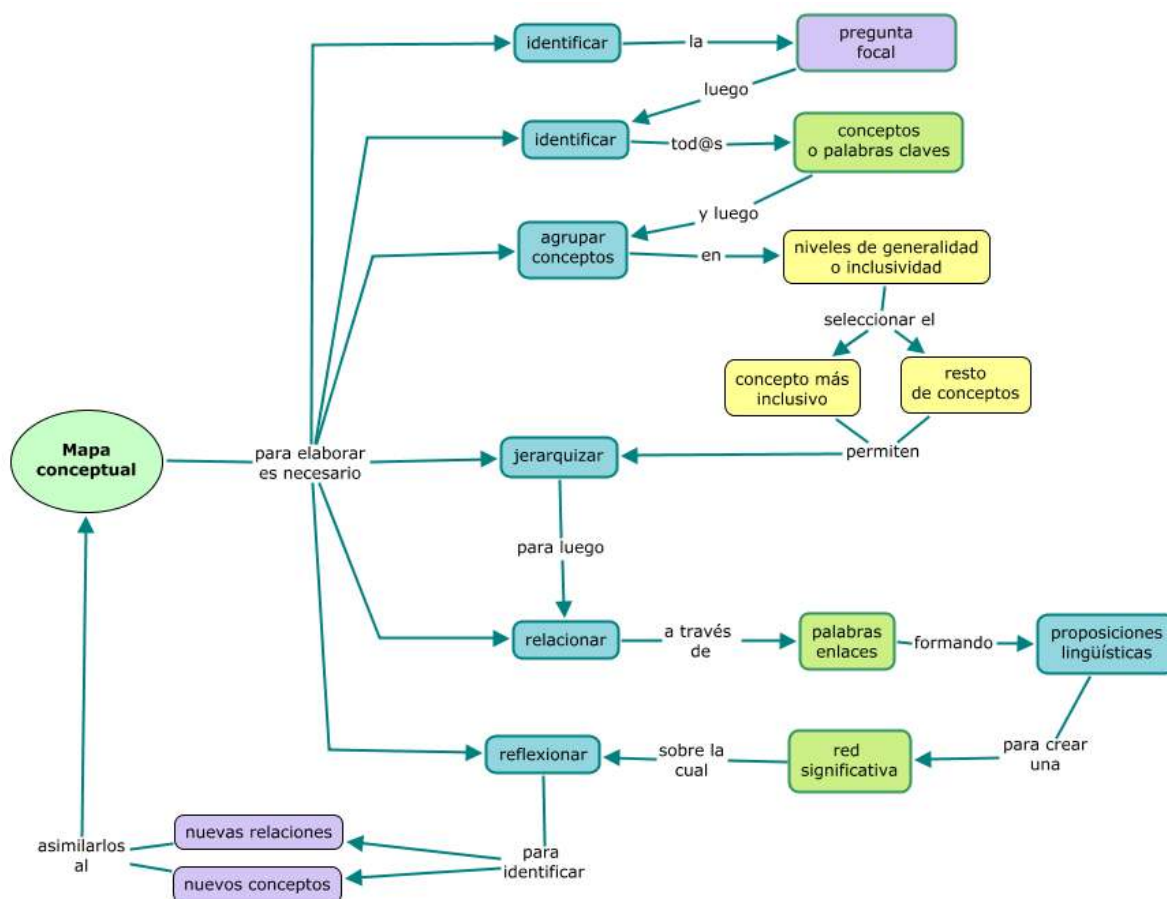 identificar
la
pregunta
focal
luego
identificar
tod@s
conceptos
o palabras claves
y luego
agrupar
conceptos
en
niveles de generalidad
o inclusividad
seleccionar el
concepto más
inclusivo
resto
de conceptos
permiten
Mapa
conceptual
para elaborar
es necesario
jerarquizar
para luego
relacionar
a través
de
palabras
enlaces
formando
proposiciones
lingüísticas
para crear
una
red
significativa
sobre la
cual
reflexionar
para
identificar
nuevas relaciones
nuevos conceptos
asimilarlos
al